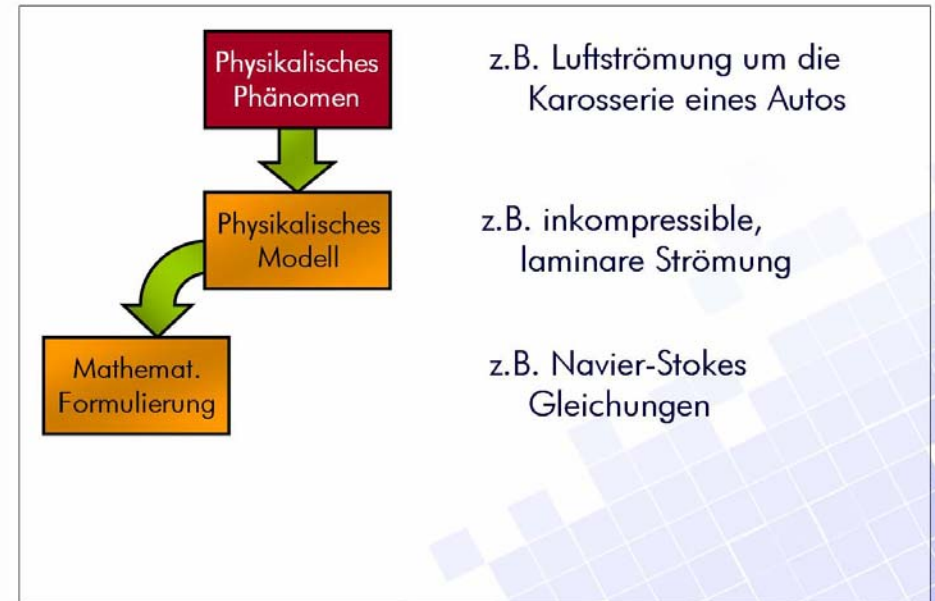 Physikalisches
Phänomen
z.B. Luftströmung um die
Karosserie eines Autos
Physikalisches
Modell
z.B. inkompressible,
laminare Strömung
Mathemat.
Formulierung
z.B. Navier-Stokes
Gleichungen